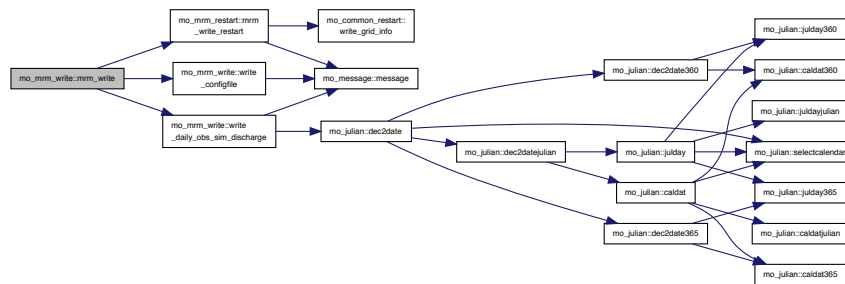 mo_mrm_write::mrm_write
mo_mrm_restart::mrm
_write_restart
mo_mrm_write::write
_configfile
mo_mrm_write::write
_daily_obs_sim_discharge
mo_common_restart::
write_grid_info
mo_message::message
mo_julian::dec2date
mo_julian::dec2datejulian
mo_julian::dec2date360
mo_julian::julday
mo_julian::caldat
mo_julian::dec2date365
mo_julian::julday360
mo_julian::caldat360
mo_julian::juldayjulian
mo_julian::selectcalendar
mo_julian::julday365
mo_julian::caldatjulian
mo_julian::caldat365